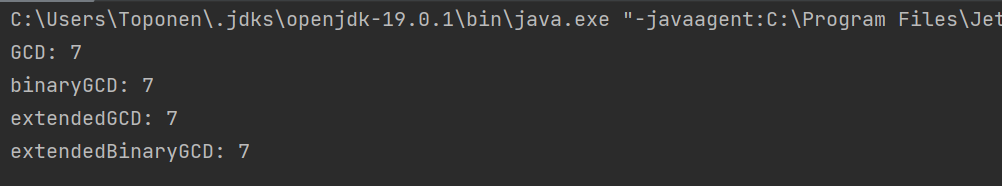 C:\Users\Toponen\.jdks\openjdk-19.0.1\bin\java.exe "-javaagent:C:\Program Files\Jet
GCD: 7
binaryGCD: 7
extendedGCD: 7
extendedBinaryGCD: 7